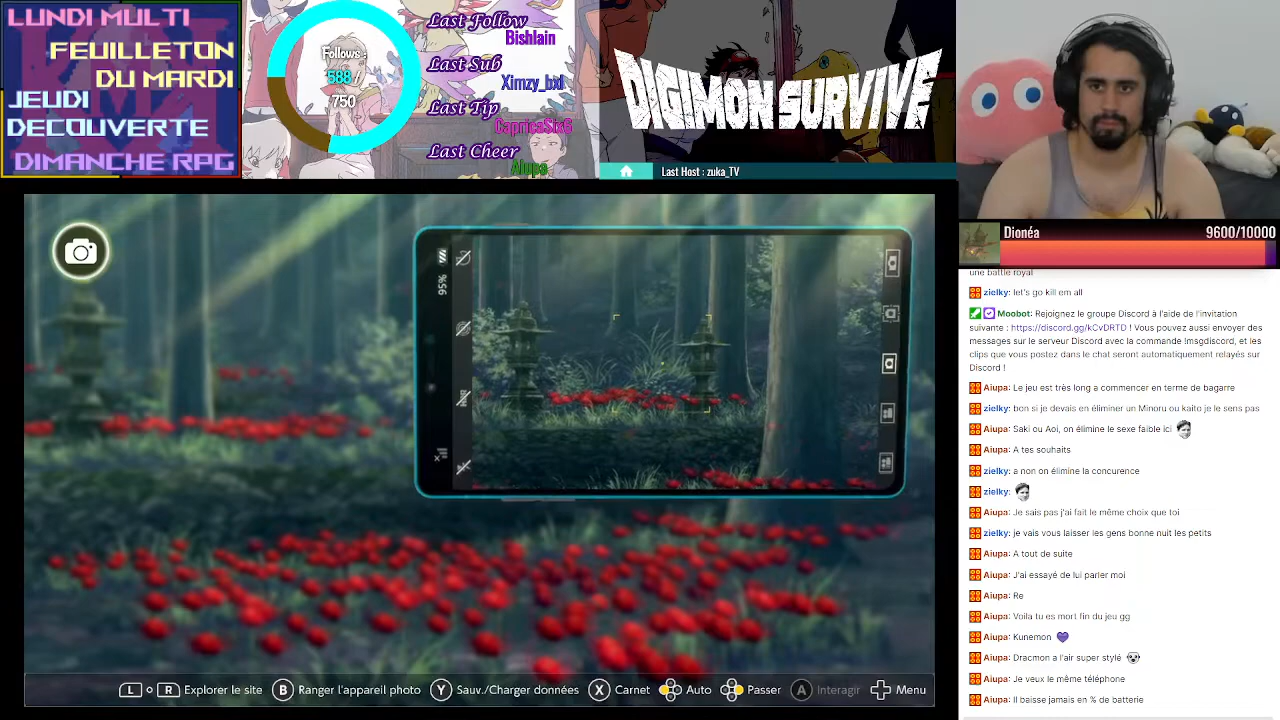 LUNDI MULTI
FEUILLETON
DU MARDI
JEUDI
DECOUVERTE
DIMANCHE RPG
Follows :
588 /
750
Last Follow
Bishlain
Last Sub
Ximzy_bxl
Last Tip
CapricaSix6
Last Cheer
Aiupa
DIGIMON SURVIVE
Last Host : zuka_TV
Dionéa 9600/10000
une battle royal
zielky: let's go kill em all
Moobot: Rejoignez le groupe Discord à l'aide de l'invitation
suivante : https://discord.gg/kCvDRTD ! Vous pouvez aussi envoyer des
messages sur le serveur Discord avec la commande !msgdiscord, et les
clips que vous postez dans le chat seront automatiquement relayés sur
Discord !
Aiupa: Le jeu est très long a commencer en terme de bagarre
zielky: bon si je devais en éliminer un Minoru ou kaito je le sens pas
Aiupa: Saki ou Aoi, on élimine le sexe faible ici
Aiupa: A tes souhaits
zielky: a non on élimine la concurence
zielky:
Aiupa: Je sais pas j'ai fait le même choix que toi
zielky: je vais vous laisser les gens bonne nuit les petits
Aiupa: A tout de suite
Aiupa: J'ai essayé de lui parler moi
Aiupa: Re
Aiupa: Voila tu es mort fin du jeu gg
Aiupa: Kunemon
Aiupa: Dracmon a l'air super stylé
Aiupa: Je veux le même téléphone
Aiupa: Il baisse jamais en % de batterie
95%
L o R Explorer le site B Ranger l'appareil photo Y Sauv./Charger données X Carnet Auto Passer A Interagir Menu